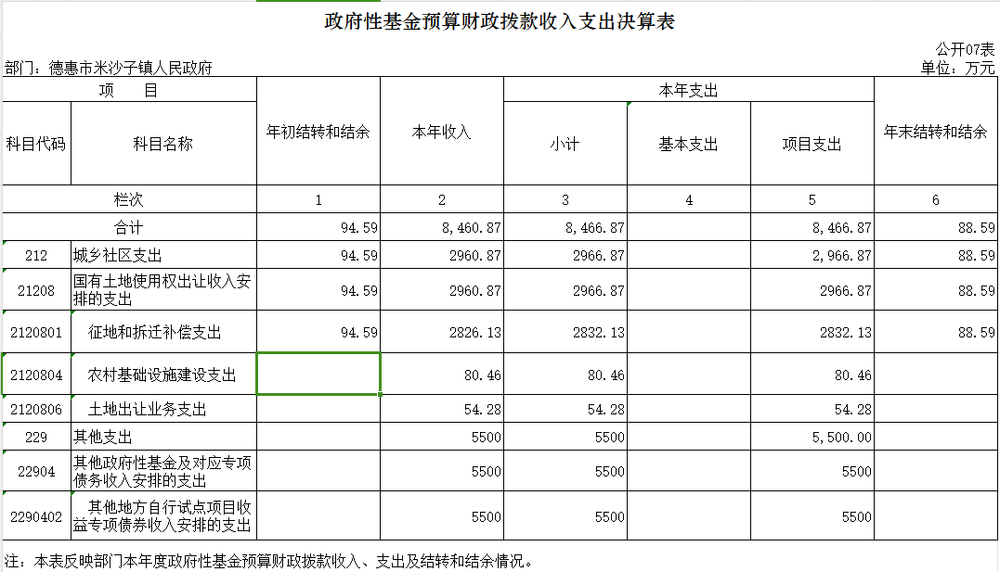 政府性基金预算财政拨款收入支出决算表
公开07表
部门：德惠市米沙子镇人民政府 单位：万元
项 目 年初结转和结余 本年收入 本年支出 年末结转和结余
科目代码 科目名称 小计 基本支出 项目支出
栏次 1 2 3 4 5 6
合计 94.59 8,460.87 8,466.87 8,466.87 88.59
212 城乡社区支出 94.59 2960.87 2966.87 2,966.87 88.59
21208 国有土地使用权出让收入安
排的支出 94.59 2960.87 2966.87 2966.87 88.59
2120801 征地和拆迁补偿支出 94.59 2826.13 2832.13 2832.13 88.59
2120804 农村基础设施建设支出 80.46 80.46 80.46
2120806 土地出让业务支出 54.28 54.28 54.28
229 其他支出 5500 5500 5,500.00
22904 其他政府性基金及对应专项
债务收入安排的支出 5500 5500 5500
2290402 其他地方自行试点项目收
益专项债券收入安排的支出 5500 5500 5500
注：本表反映部门本年度政府性基金预算财政拨款收入、支出及结转和结余情况。